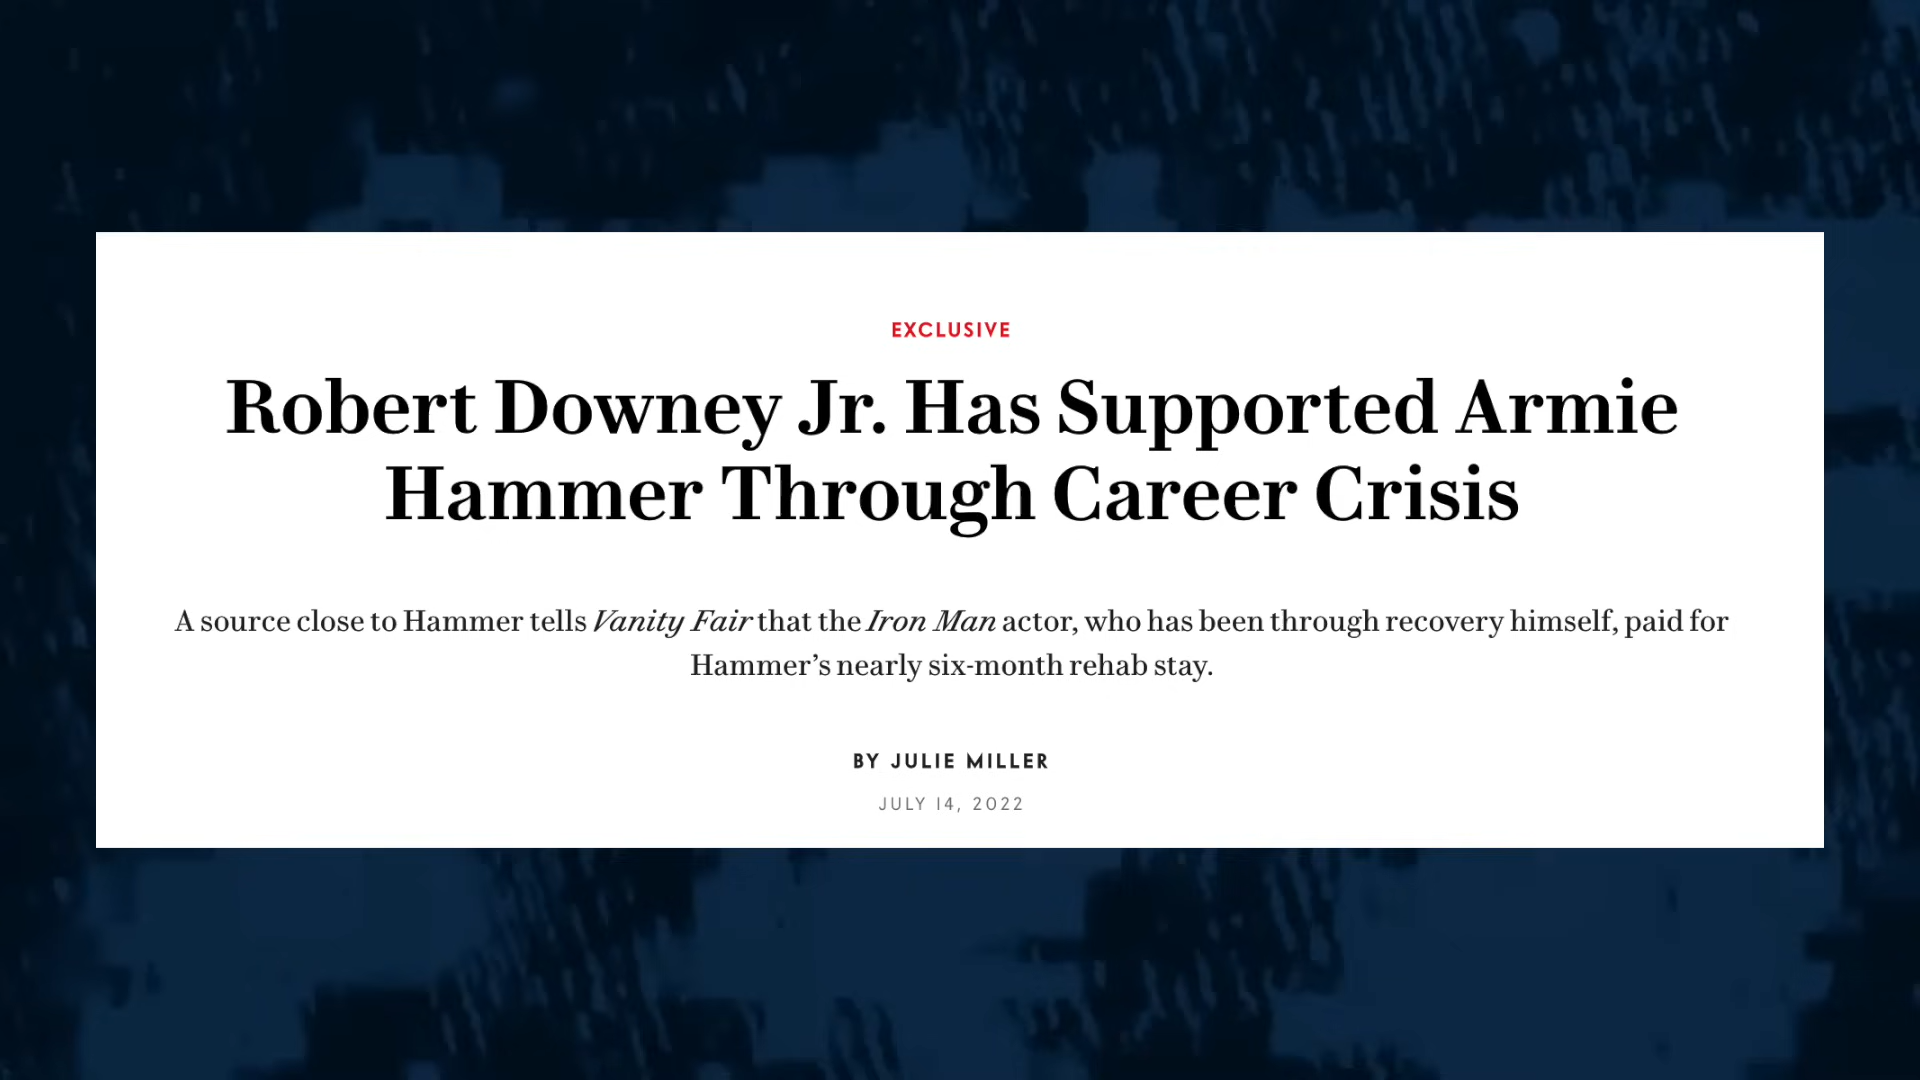 EXCLUSIVE
Robert Downey Jr. Has Supported Armie
Hammer Through Career Crisis
A source close to Hammer tells Vanity Fair that the Iron Man actor, who has been through recovery himself, paid for
Hammer’s nearly six-month rehab stay.
BY JULIE MILLER
JULY 14, 2022